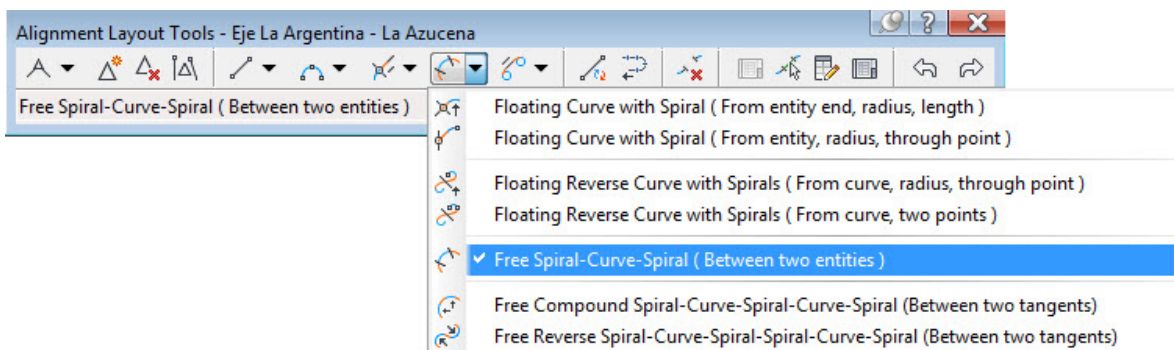 Alignment Layout Tools - Eje La Argentina - La Azucena
Free Spiral-Curve-Spiral ( Between two entities )
Floating Curve with Spiral ( From entity end, radius, length )
Floating Curve with Spiral ( From entity, radius, through point )
Floating Reverse Curve with Spirals ( From curve, radius, through point )
Floating Reverse Curve with Spirals ( From curve, two points )
Free Spiral-Curve-Spiral ( Between two entities )
Free Compound Spiral-Curve-Spiral-Curve-Spiral (Between two tangents)
Free Reverse Spiral-Curve-Spiral-Spiral-Curve-Spiral (Between two tangents)